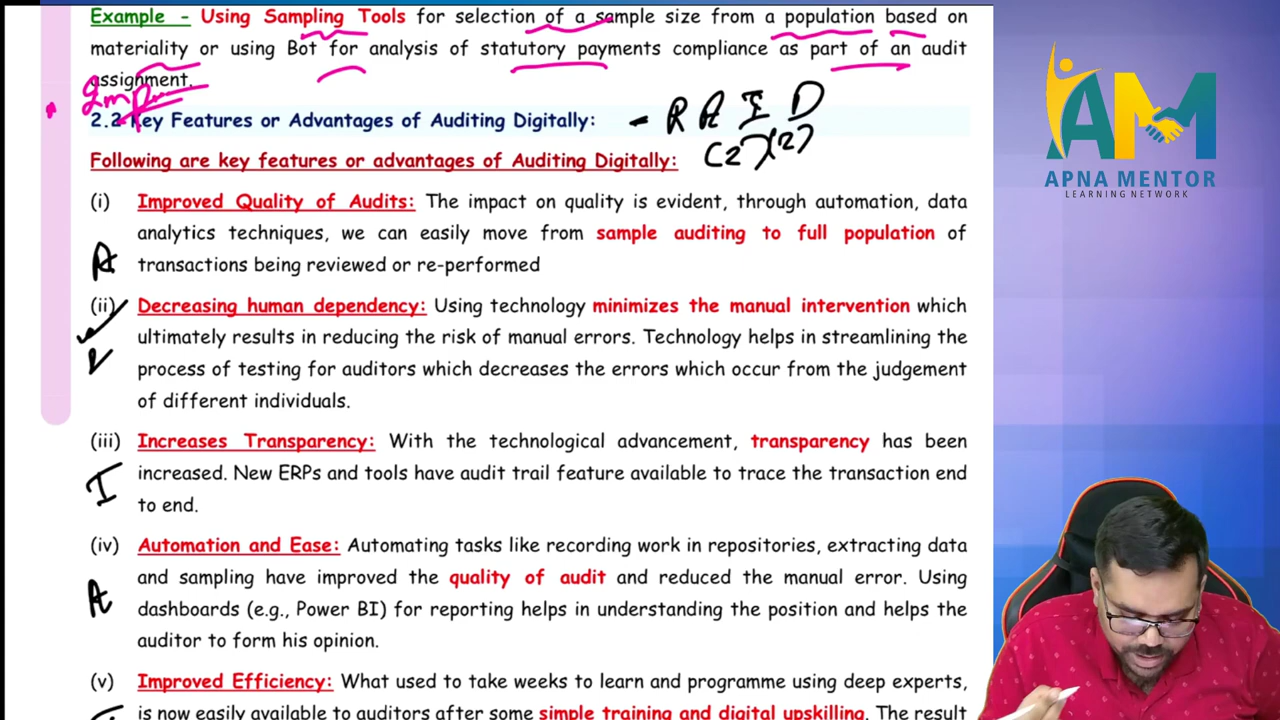 Example - Using Sampling Tools for selection of a sample size from a population based on
materiality or using Bot for analysis of statutory payments compliance as part of an audit
assignment.
Imp
2.2 Key Features or Advantages of Auditing Digitally: - R A I D
(2) (2)
Following are key features or advantages of Auditing Digitally:
(i) Improved Quality of Audits: The impact on quality is evident, through automation, data
analytics techniques, we can easily move from sample auditing to full population of
A
transactions being reviewed or re-performed
(ii) Decreasing human dependency: Using technology minimizes the manual intervention which
ultimately results in reducing the risk of manual errors. Technology helps in streamlining the
process of testing for auditors which decreases the errors which occur from the judgement
of different individuals.
(iii) Increases Transparency: With the technological advancement, transparency has been
increased. New ERPs and tools have audit trail feature available to trace the transaction end
I
to end.
(iv) Automation and Ease: Automating tasks like recording work in repositories, extracting data
and sampling have improved the quality of audit and reduced the manual error. Using
A
dashboards (e.g., Power BI) for reporting helps in understanding the position and helps the
auditor to form his opinion.
(v) Improved Efficiency: What used to take weeks to learn and programme using deep experts,
is now easily available to auditors after some simple training and digital upskilling. The result
AM
APNA MENTOR
LEARNING NETWORK